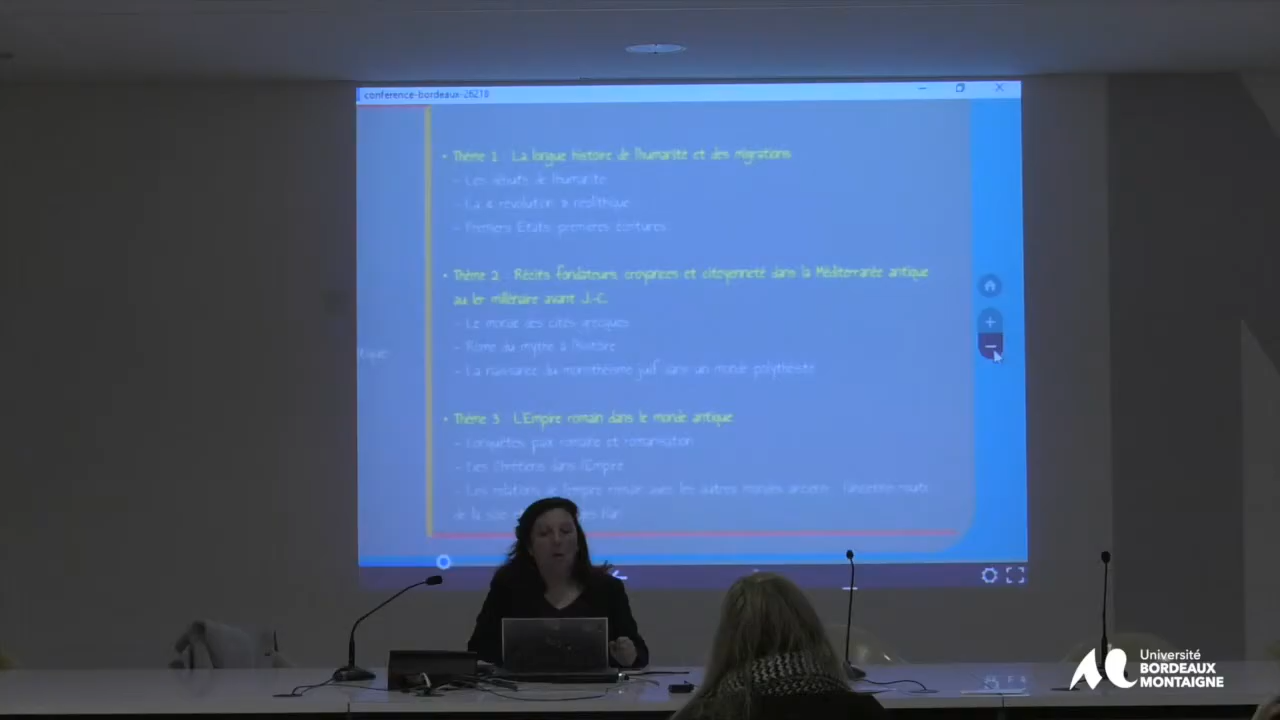 conference-bordeaux-26218
• Thème 1 : La longue histoire de l'humanité et des migrations
- Les débuts de l'humanité
- La « révolution » néolithique
- Premiers Etats premières écritures
• Thème 2 : Récits fondateurs croyances et citoyenneté dans la Méditerranée antique
au Ier millénaire avant J.-C.
- Le monde des cités grecques
- Rome du mythe à l'histoire
- La naissance du monothéisme juif dans un monde polythéiste
tique
• Thème 3 L'Empire romain dans le monde antique
- Conquêtes paix romaine et romanisation
- Des Chrétiens dans l'Empire
- Les relations de l'empire romain avec les autres mondes anciens : l'ancienne route
de la soie
Université
BORDEAUX
MONTAIGNE